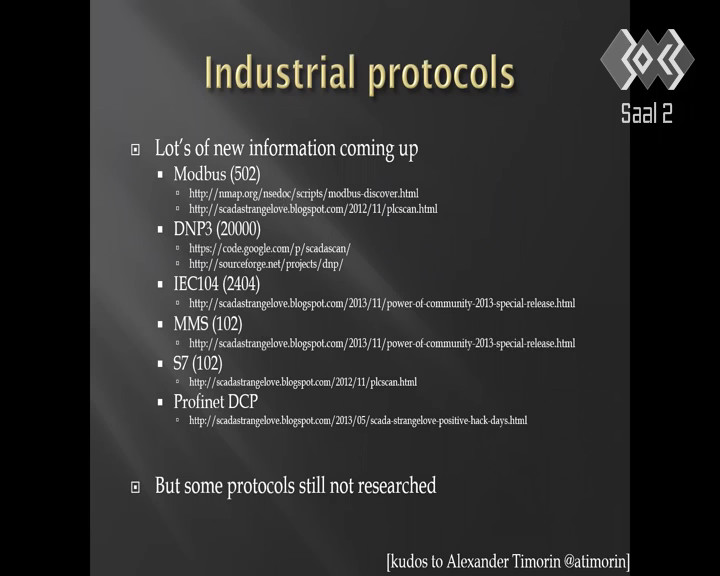 Industrial protocols
Saal 2
Lot's of new information coming up
Modbus (502)
http://nmap.org/nsedoc/scripts/modbus-discover.html
http://scadastrangelove.blogspot.com/2012/11/plcscan.html
DNP3 (20000)
https://code.google.com/p/scadascan/
http://sourceforge.net/projects/dnp/
IEC104 (2404)
http://scadastrangelove.blogspot.com/2013/11/power-of-community-2013-special-release.html
MMS (102)
http://scadastrangelove.blogspot.com/2013/11/power-of-community-2013-special-release.html
S7 (102)
http://scadastrangelove.blogspot.com/2012/11/plcscan.html
Profinet DCP
http://scadastrangelove.blogspot.com/2013/05/scada-strangelove-positive-hack-days.html
But some protocols still not researched
[kudos to Alexander Timorin @atimorin]